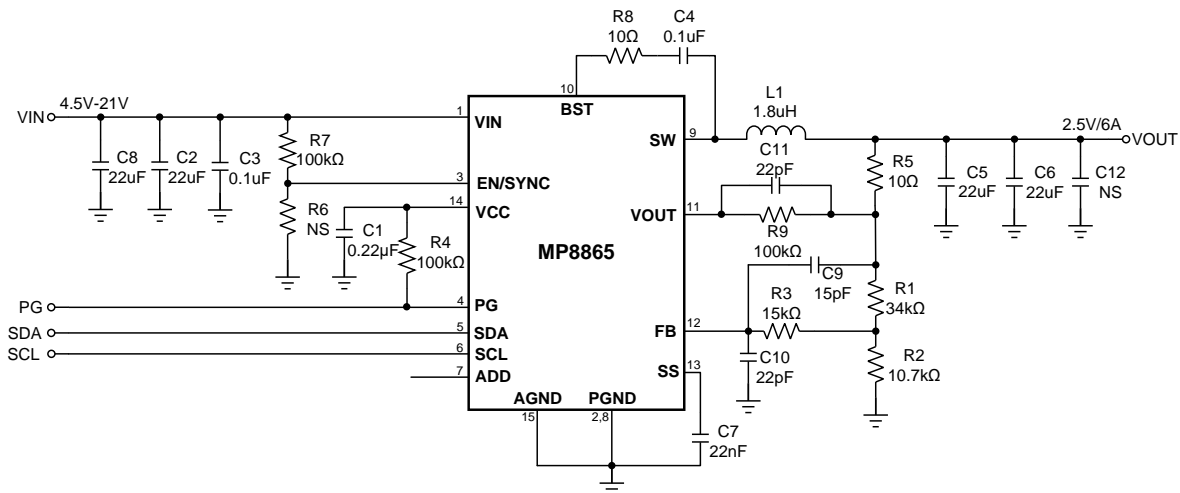 R8
10Ω
C4
0.1uF
10
BST
VIN
4.5V-21V
1
VIN
L1
1.8uH
9
SW
2.5V/6A
VOUT
C8
22uF
C2
22uF
C3
0.1uF
R7
100kΩ
3
EN/SYNC
R6
NS
14
VCC
C1
0.22µF
R4
100kΩ
MP8865
C11
22pF
11
VOUT
R9
100kΩ
R5
10Ω
C5
22uF
C6
22uF
C12
NS
C9
15pF
R1
34kΩ
R3
15kΩ
12
FB
C10
22pF
R2
10.7kΩ
PG
4
PG
SDA
5
SDA
SCL
6
SCL
7
ADD
13
SS
AGND
15
PGND
2,8
C7
22nF